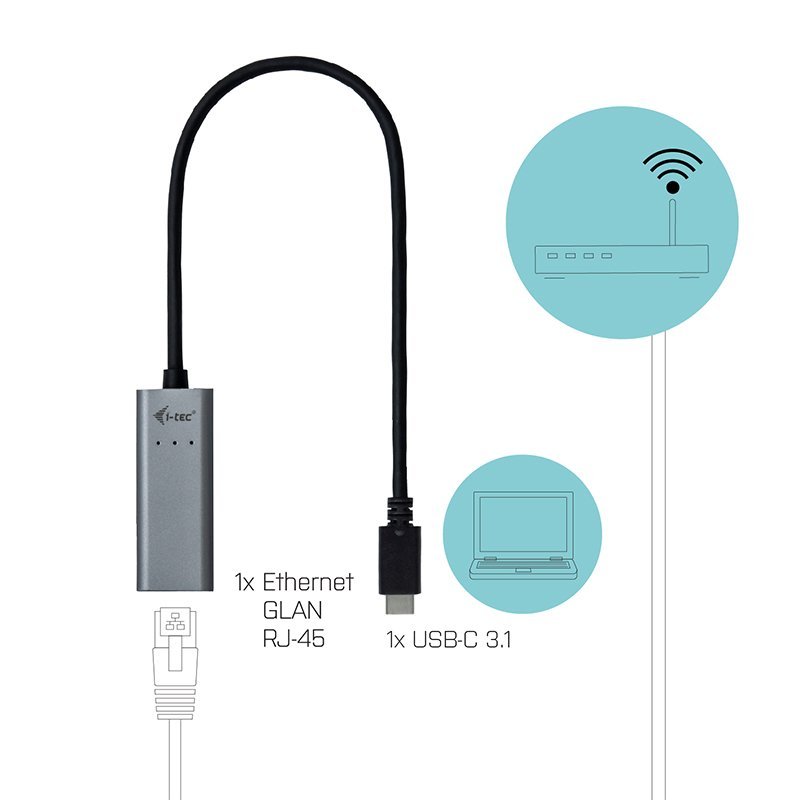 i-tec®
1x Ethernet
GLAN
RJ-45
1x USB-C 3.1